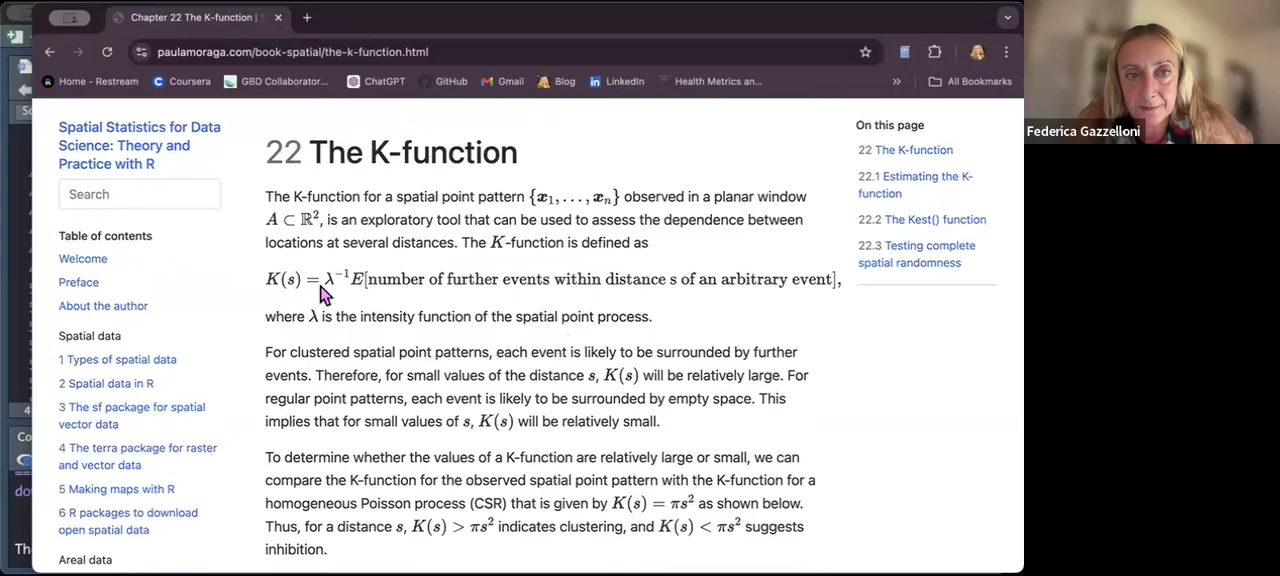 Chapter 22 The K-function |
paulamoraga.com/book-spatial/the-k-function.html
Home - Restream
Coursera
GBD Collaborator...
ChatGPT
GitHub
Gmail
Blog
LinkedIn
Health Metrics an...
»
All Bookmarks
Federica Gazzelloni
Spatial Statistics for Data
Science: Theory and
Practice with R
Search
Table of contents
Welcome
Preface
About the author
Spatial data
1 Types of spatial data
2 Spatial data in R
3 The sf package for spatial
vector data
4 The terra package for raster
and vector data
5 Making maps with R
6 R packages to download
open spatial data
Areal data
22 The K-function
The K-function for a spatial point pattern {x₁, . . . , xₙ} observed in a planar window
A ⊂ ℝ², is an exploratory tool that can be used to assess the dependence between
locations at several distances. The K-function is defined as
K(s) = λ⁻¹E[number of further events within distance s of an arbitrary event],
where λ is the intensity function of the spatial point process.
For clustered spatial point patterns, each event is likely to be surrounded by further
events. Therefore, for small values of the distance s, K(s) will be relatively large. For
regular point patterns, each event is likely to be surrounded by empty space. This
implies that for small values of s, K(s) will be relatively small.
To determine whether the values of a K-function are relatively large or small, we can
compare the K-function for the observed spatial point pattern with the K-function for a
homogeneous Poisson process (CSR) that is given by K(s) = πs² as shown below.
Thus, for a distance s, K(s) > πs² indicates clustering, and K(s) < πs² suggests
inhibition.
On this page
22 The K-function
22.1 Estimating the K-
function
22.2 The Kest() function
22.3 Testing complete
spatial randomness